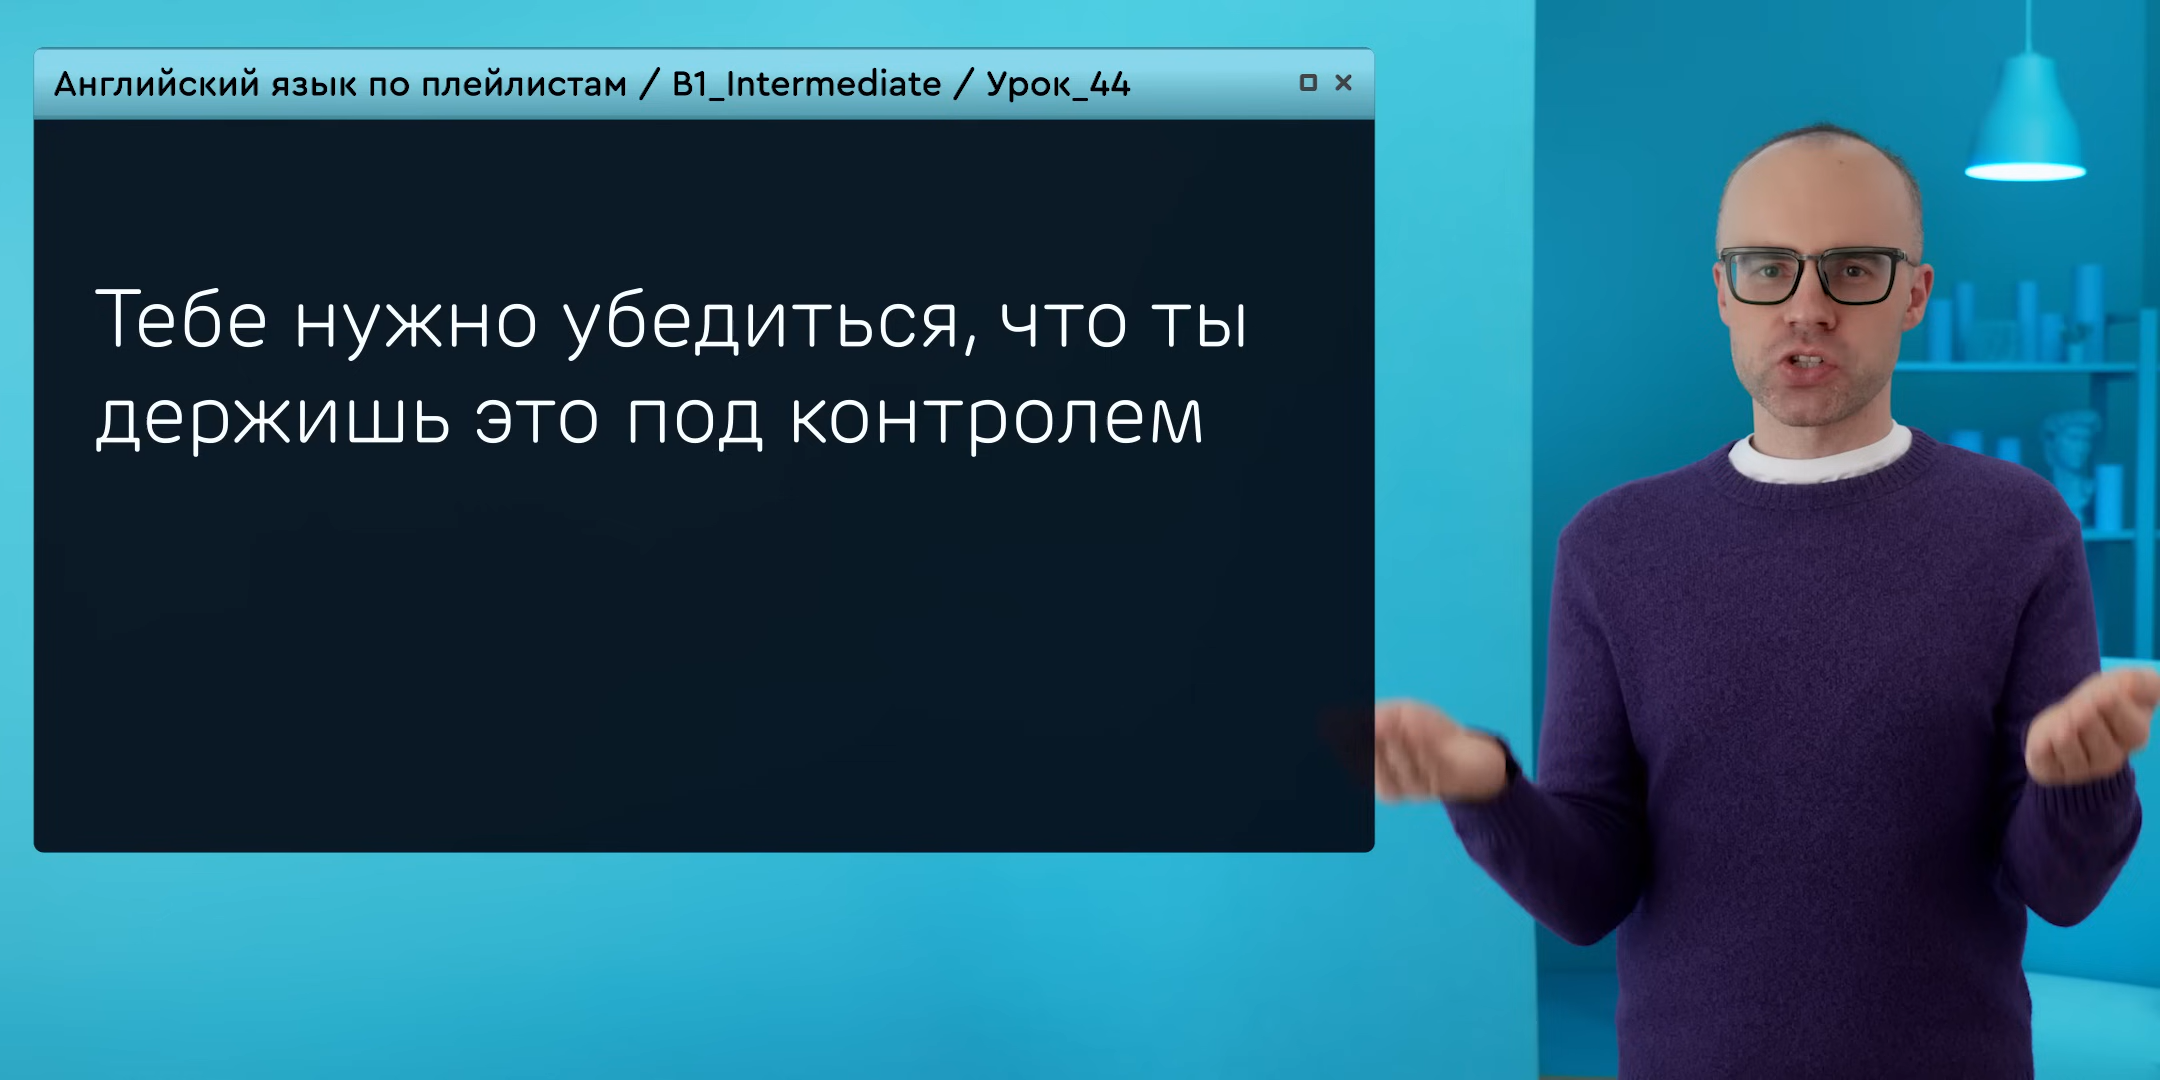 Английский язык по плейлистам / B1_Intermediate / Урок_44
Тебе нужно убедиться, что ты
держишь это под контролем